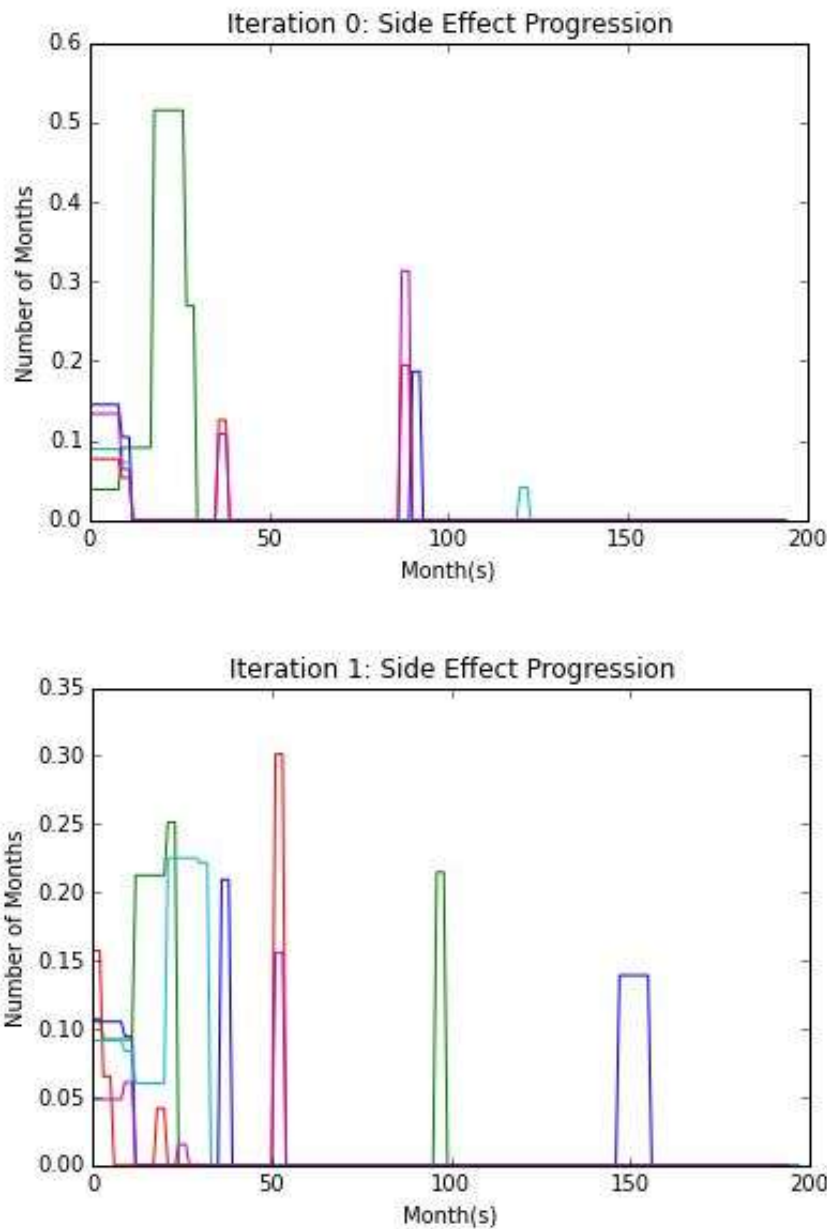 Iteration 0: Side Effect Progression
0.6
0.5
0.4
0.3
0.2
0.1
0.0
Number of Months
0 50 100 150 200
Month(s)
Iteration 1: Side Effect Progression
0.35
0.30
0.25
0.20
0.15
0.10
0.05
0.00
Number of Months
0 50 100 150 200
Month(s)